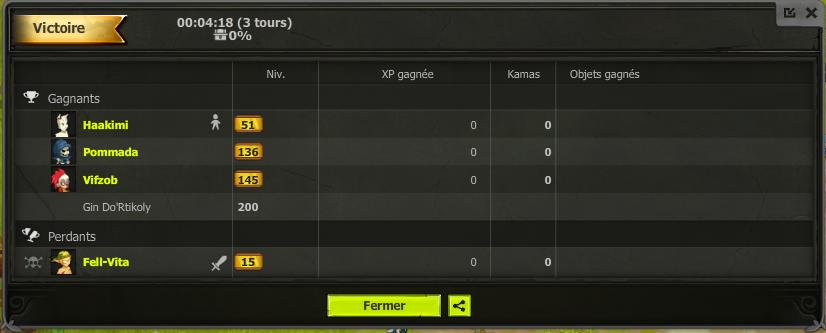 Victoire
00:04:18 (3 tours)
0%
Niv. XP gagnée Kamas Objets gagnés
Gagnants
Haakimi 51 0 0
Pommada 136 0 0
Vifzob 145 0 0
Gin Do'Rtikoly 200
Perdants
Fell-Vîta 15 0 0
Fermer